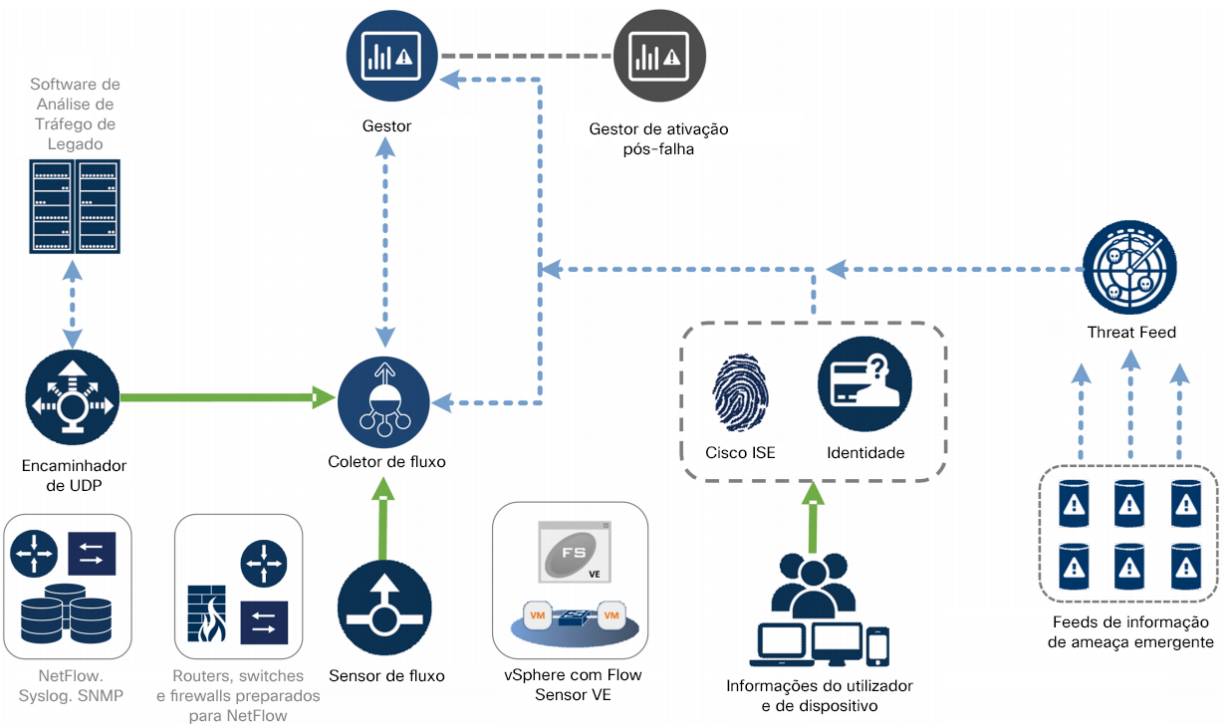 Software de
Análise de
Tráfego de
Legado
Gestor
Gestor de ativação
pós-falha
Threat Feed
Encaminhador
de UDP
Coletor de fluxo
Cisco ISE
?
Identidade
FS
VE
VM
VM
NetFlow.
Syslog. SNMP
Routers, switches
e firewalls preparados
para NetFlow
Sensor de fluxo
vSphere com Flow
Sensor VE
Informações do utilizador
e de dispositivo
Feeds de informação
de ameaça emergente